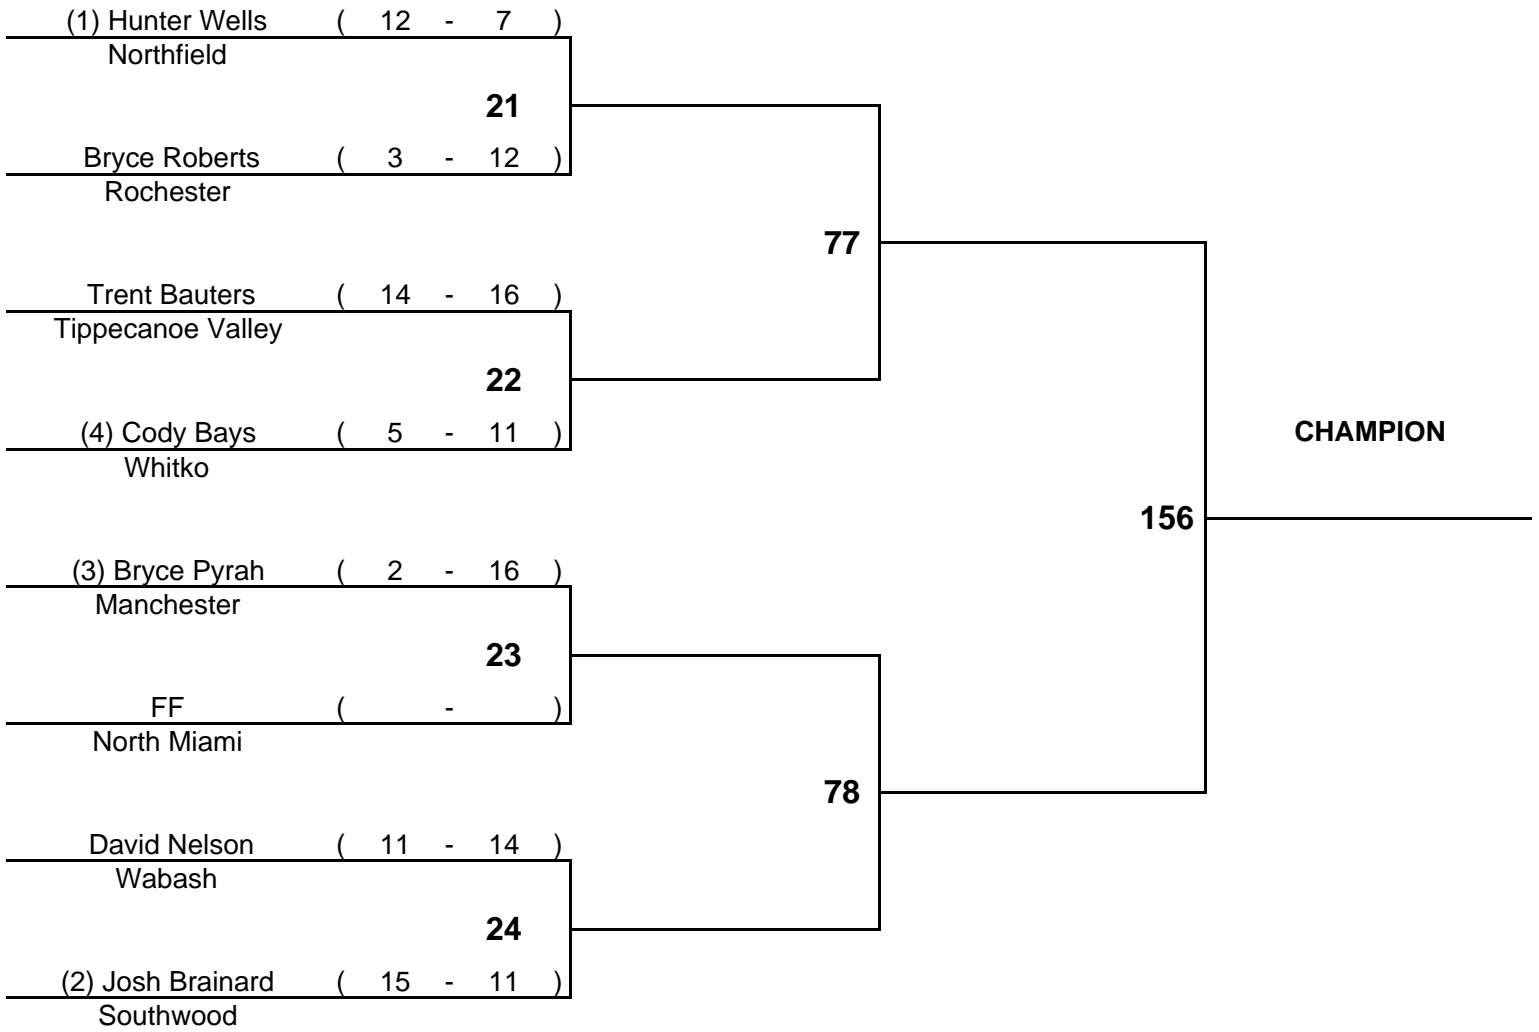 (1) Hunter Wells ( 12 - 7 )
Northfield
21
Bryce Roberts ( 3 - 12 )
Rochester
77
Trent Bauters ( 14 - 16 )
Tippecanoe Valley
22
(4) Cody Bays ( 5 - 11 )
Whitko
CHAMPION
156
(3) Bryce Pyrah ( 2 - 16 )
Manchester
23
FF ( - )
North Miami
78
David Nelson ( 11 - 14 )
Wabash
24
(2) Josh Brainard ( 15 - 11 )
Southwood